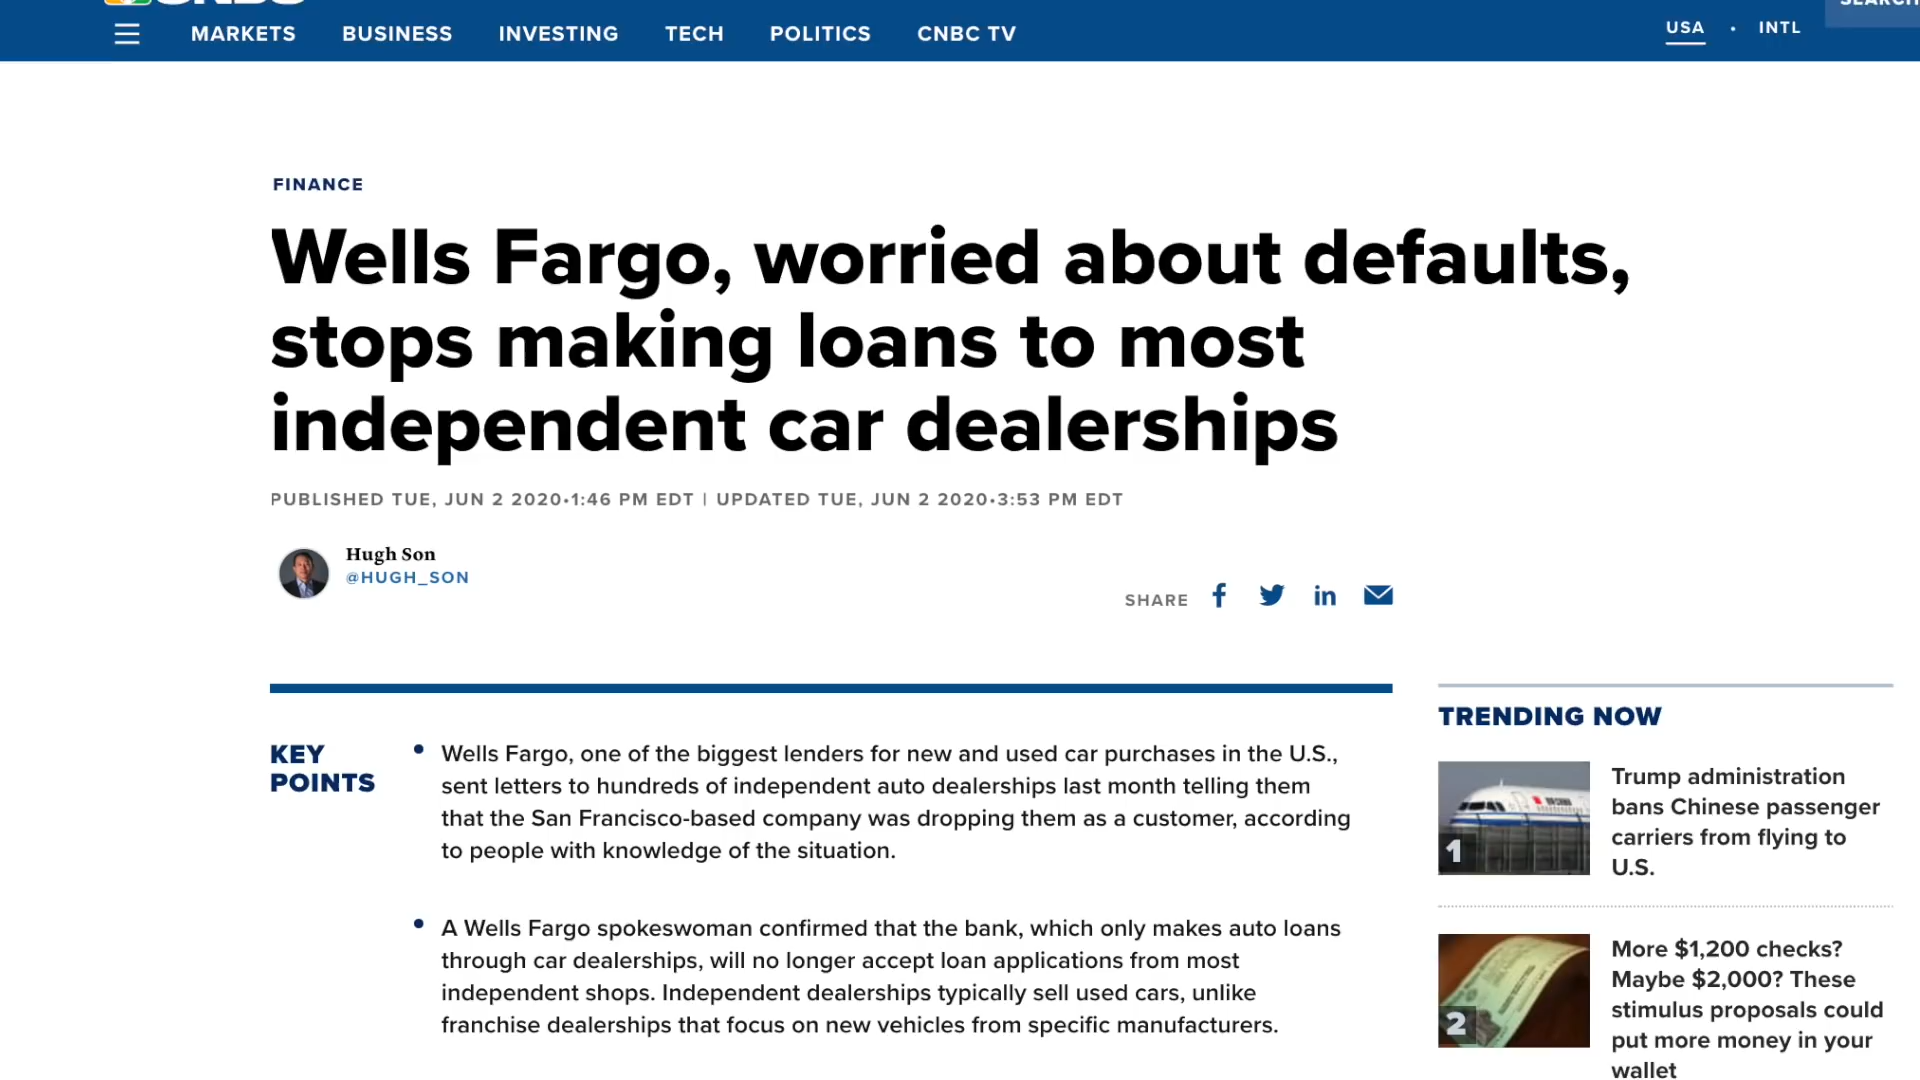 CNBC
SEARCH
MARKETS BUSINESS INVESTING TECH POLITICS CNBC TV
USA • INTL
FINANCE
Wells Fargo, worried about defaults,
stops making loans to most
independent car dealerships
PUBLISHED TUE, JUN 2 2020•1:46 PM EDT | UPDATED TUE, JUN 2 2020•3:53 PM EDT
Hugh Son
@HUGH_SON
SHARE
KEY
POINTS
• Wells Fargo, one of the biggest lenders for new and used car purchases in the U.S.,
sent letters to hundreds of independent auto dealerships last month telling them
that the San Francisco-based company was dropping them as a customer, according
to people with knowledge of the situation.
• A Wells Fargo spokeswoman confirmed that the bank, which only makes auto loans
through car dealerships, will no longer accept loan applications from most
independent shops. Independent dealerships typically sell used cars, unlike
franchise dealerships that focus on new vehicles from specific manufacturers.
TRENDING NOW
1
Trump administration
bans Chinese passenger
carriers from flying to
U.S.
2
More $1,200 checks?
Maybe $2,000? These
stimulus proposals could
put more money in your
wallet